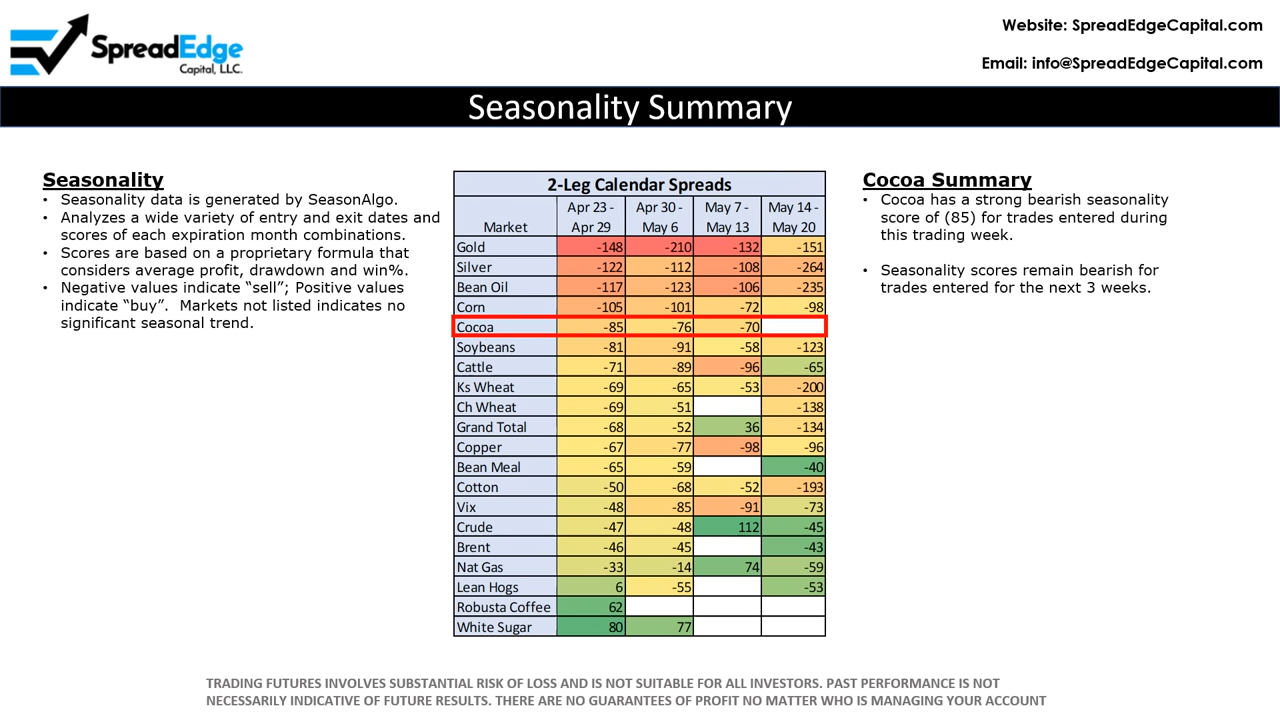 SpreadEdge
Capital, LLC.
Website: SpreadEdgeCapital.com
Email: info@SpreadEdgeCapital.com
Seasonality Summary
Seasonality
• Seasonality data is generated by SeasonAlgo.
• Analyzes a wide variety of entry and exit dates and
scores of each expiration month combinations.
• Scores are based on a proprietary formula that
considers average profit, drawdown and win%.
• Negative values indicate “sell”; Positive values
indicate “buy”.  Markets not listed indicates no
significant seasonal trend.
2-Leg Calendar Spreads
Apr 23 - Apr 30 - May 7 - May 14 -
Market Apr 29 May 6 May 13 May 20
Gold -148 -210 -132 -151
Silver -122 -112 -108 -264
Bean Oil -117 -123 -106 -235
Corn -105 -101 -72 -98
Cocoa -85 -76 -70
Soybeans -81 -91 -58 -123
Cattle -71 -89 -96 -65
Ks Wheat -69 -65 -53 -200
Ch Wheat -69 -51 -138
Grand Total -68 -52 36 -134
Copper -67 -77 -98 -96
Bean Meal -65 -59 -40
Cotton -50 -68 -52 -193
Vix -48 -85 -91 -73
Crude -47 -48 112 -45
Brent -46 -45 -43
Nat Gas -33 -14 74 -59
Lean Hogs 6 -55 -53
Robusta Coffee 62
White Sugar 80 77
Cocoa Summary
• Cocoa has a strong bearish seasonality
score of (85) for trades entered during
this trading week.
• Seasonality scores remain bearish for
trades entered for the next 3 weeks.
TRADING FUTURES INVOLVES SUBSTANTIAL RISK OF LOSS AND IS NOT SUITABLE FOR ALL INVESTORS. PAST PERFORMANCE IS NOT
NECESSARILY INDICATIVE OF FUTURE RESULTS. THERE ARE NO GUARANTEES OF PROFIT NO MATTER WHO IS MANAGING YOUR ACCOUNT